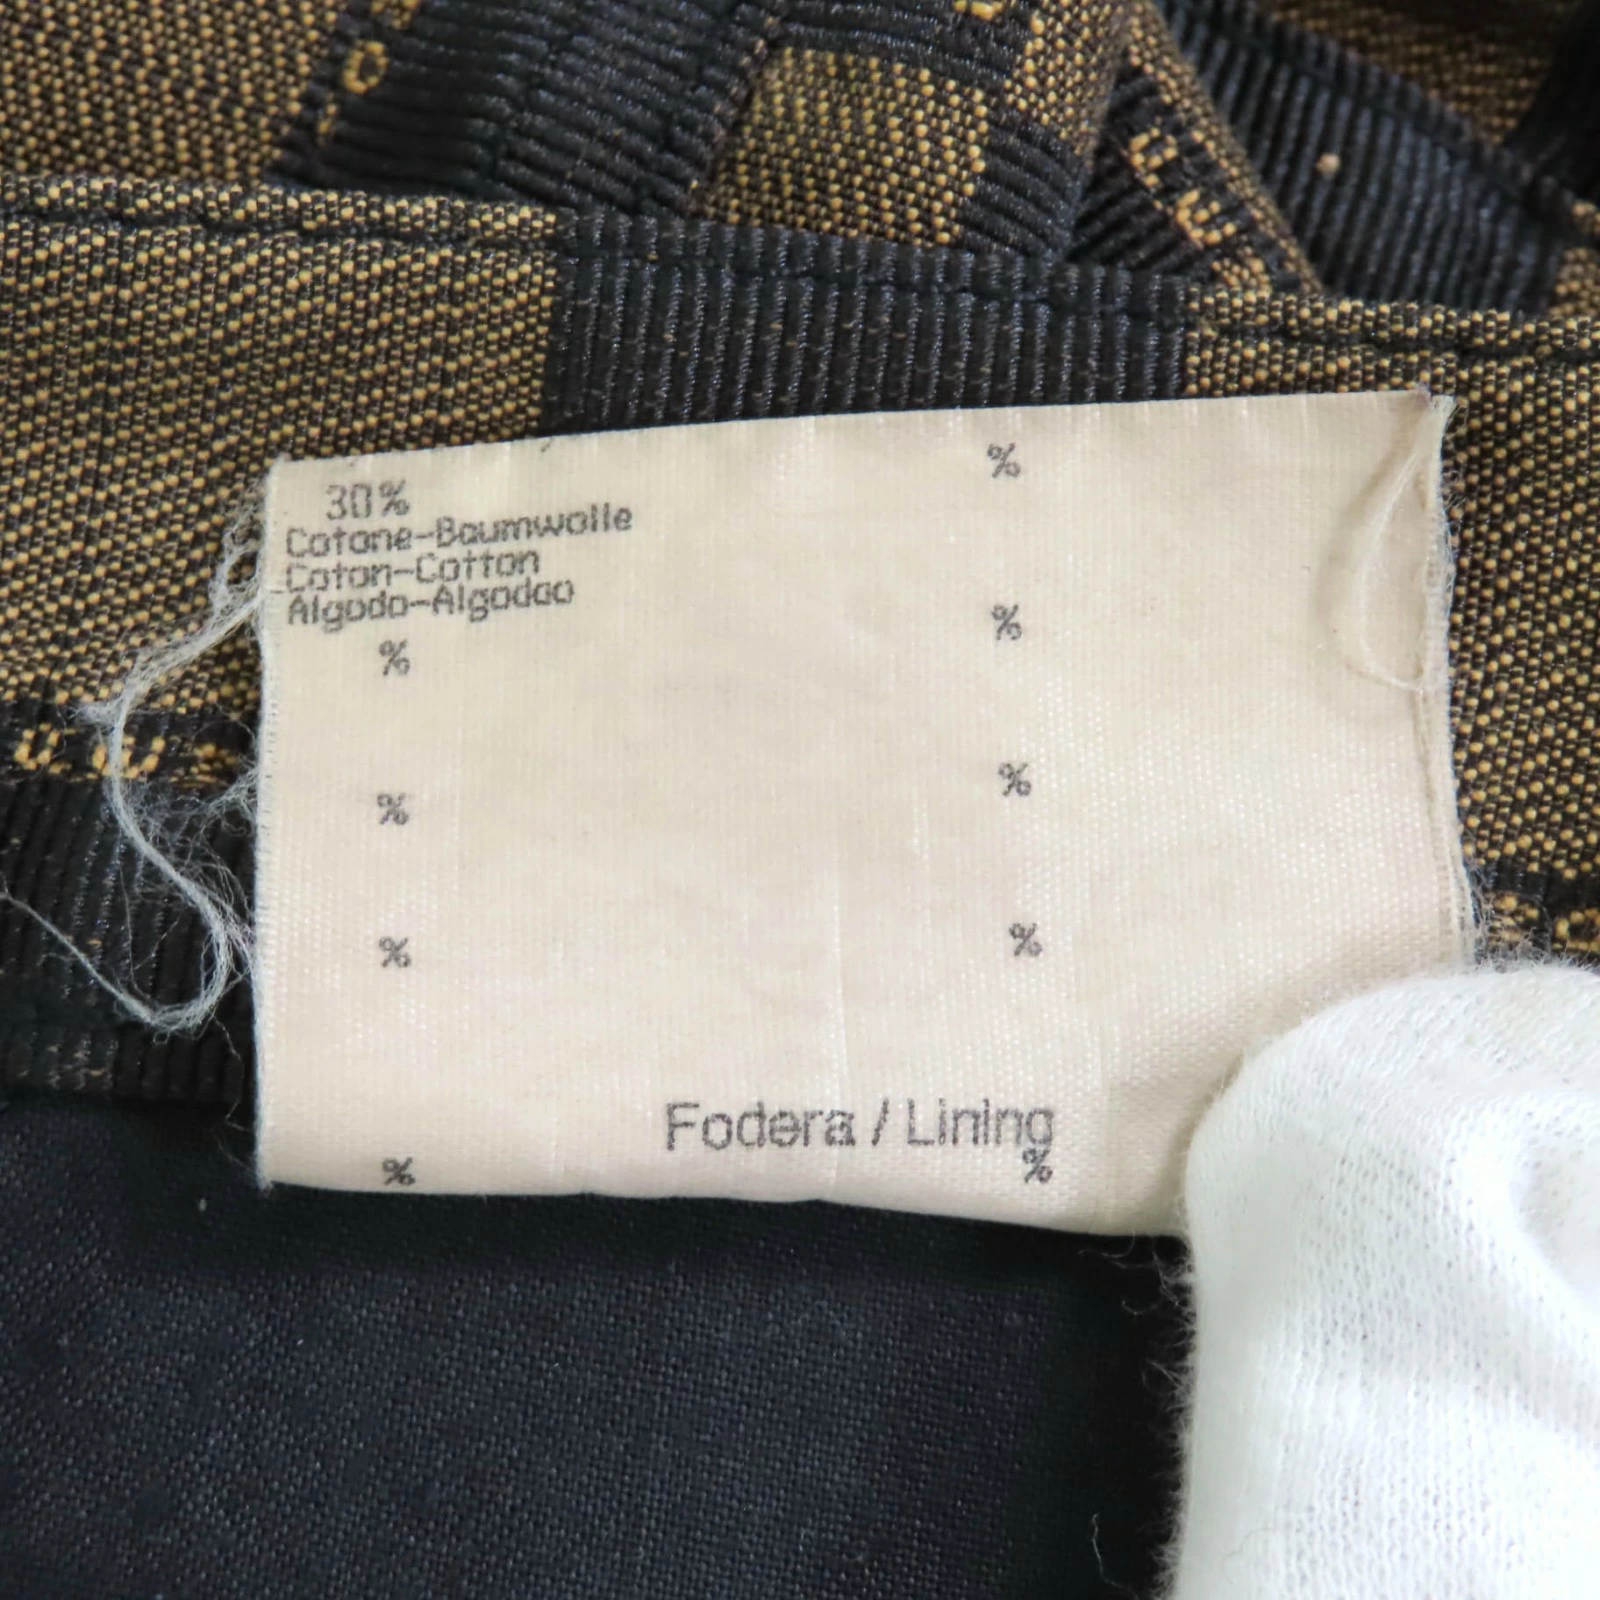 30%
Cotone-Baumwolle
Coton-Cotton
Algodo-Algodao
%
%
%
%
%
%
%
%
Fodera / Lining
%